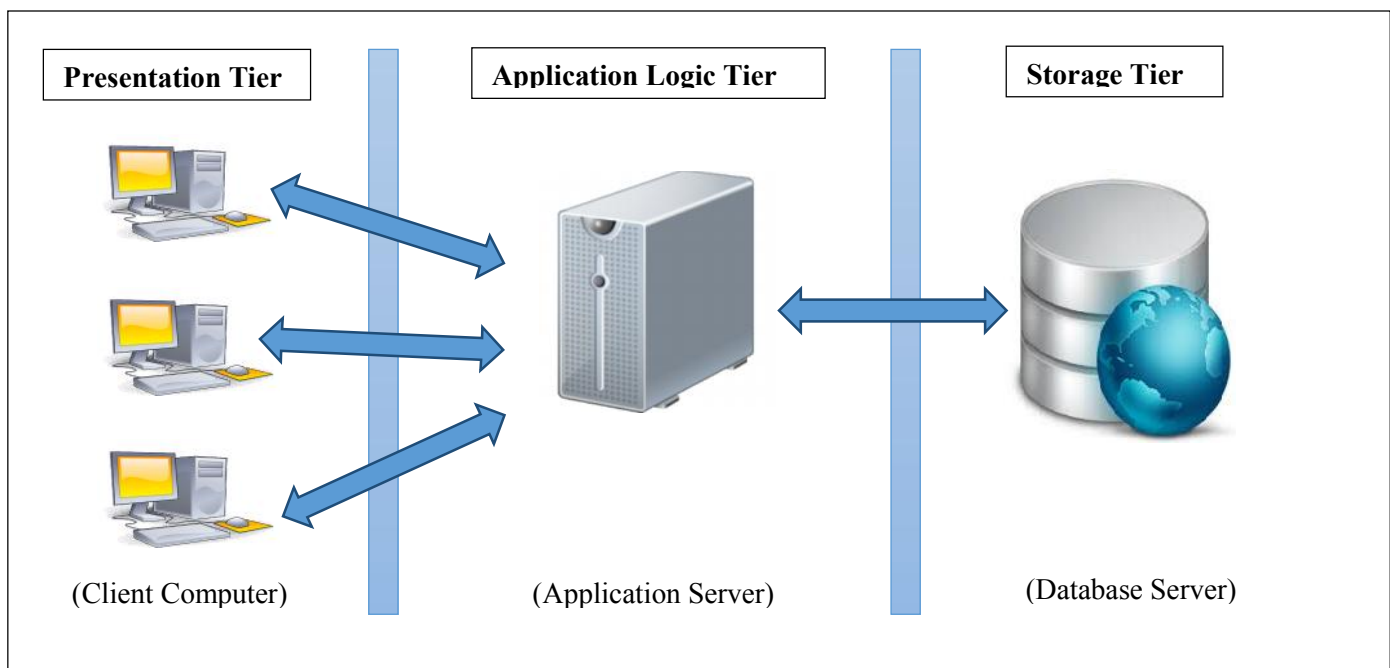 Presentation Tier
Application Logic Tier
Storage Tier
(Client Computer)
(Application Server)
(Database Server)